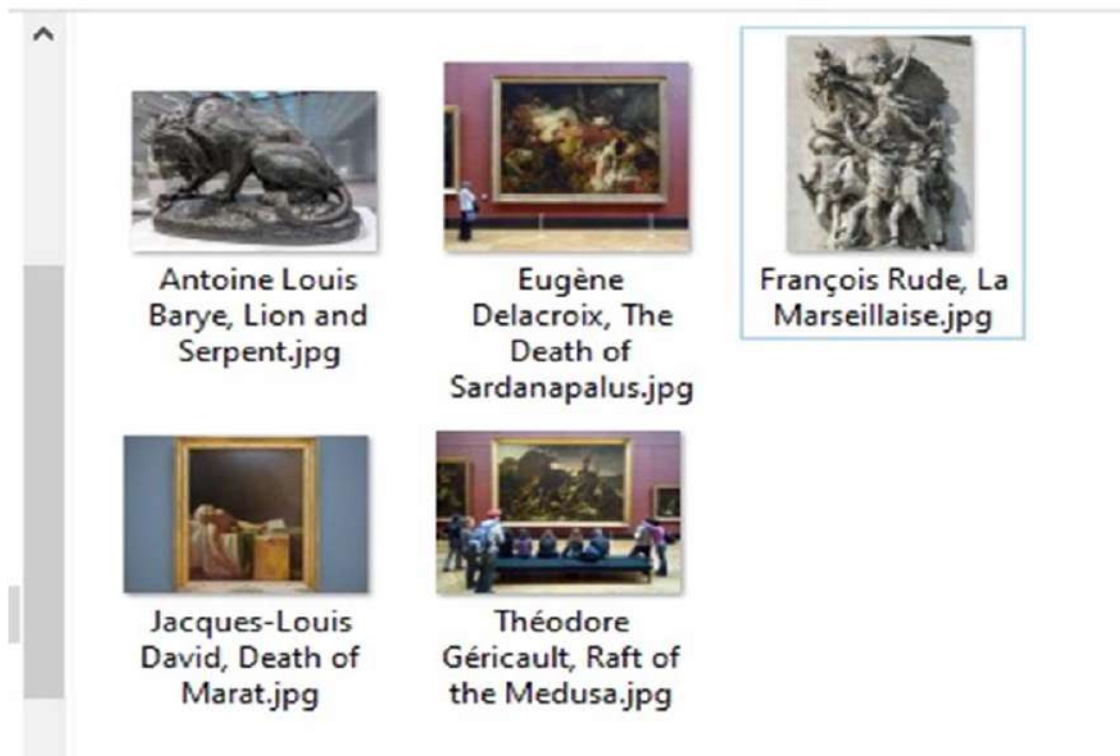 Antoine Louis
Barye, Lion and
Serpent.jpg
Eugène
Delacroix, The
Death of
Sardanapalus.jpg
François Rude, La
Marseillaise.jpg
Jacques-Louis
David, Death of
Marat.jpg
Théodore
Géricault, Raft of
the Medusa.jpg